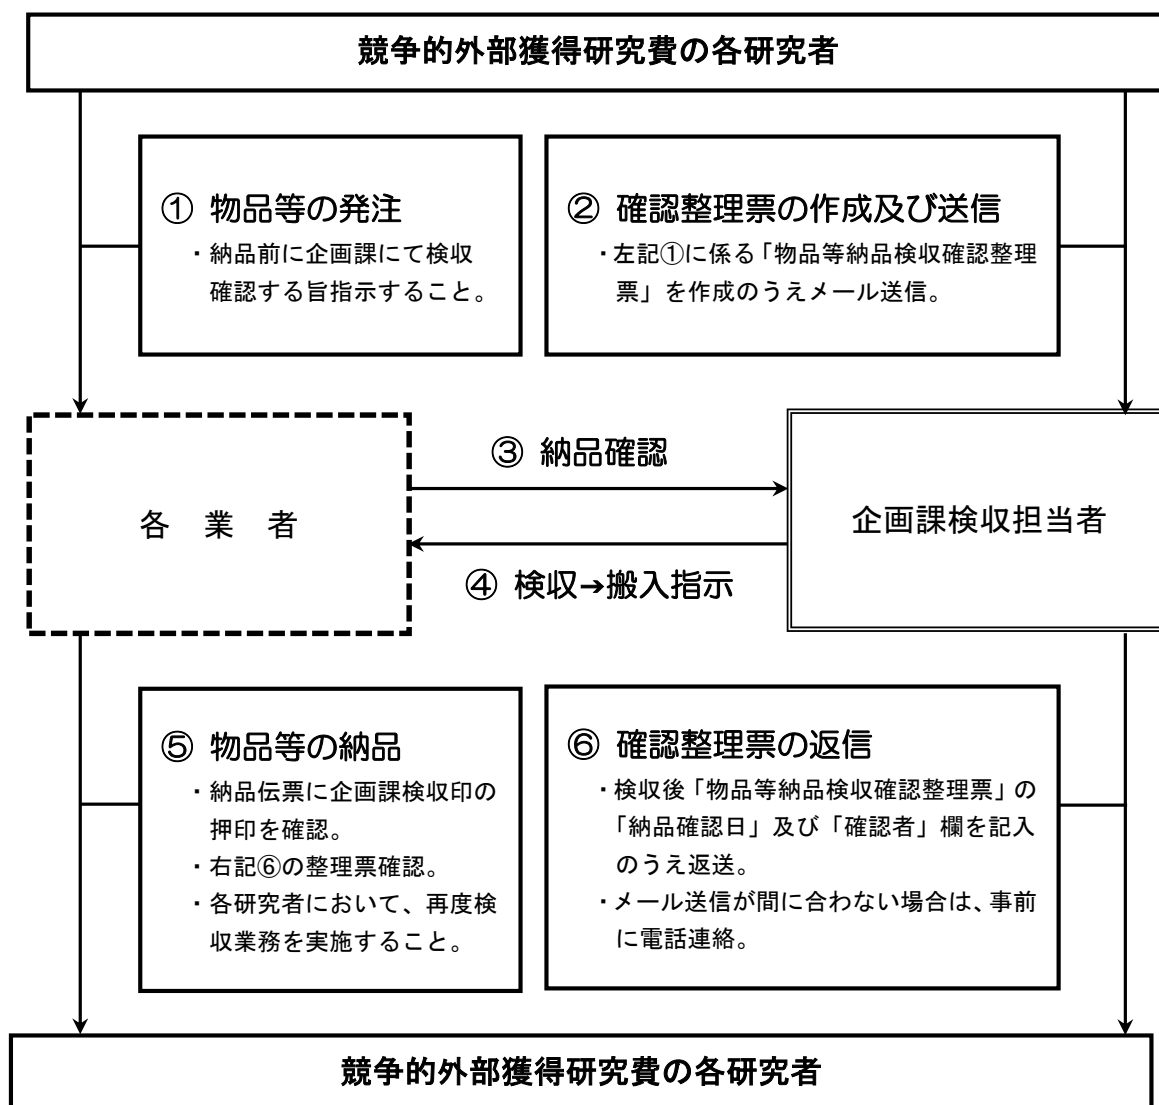 競争的外部獲得研究費の各研究者
① 物品等の発注
・納品前に企画課にて検収
確認する旨指示すること。
② 確認整理票の作成及び送信
・左記①に係る「物品等納品検収確認整理
票」を作成のうえメール送信。
③ 納品確認
各　業　者
企画課検収担当者
④ 検収→搬入指示
⑤ 物品等の納品
・納品伝票に企画課検収印の
押印を確認。
・右記⑥の整理票確認。
・各研究者において、再度検
収業務を実施すること。
⑥ 確認整理票の返信
・検収後「物品等納品検収確認整理票」の
「納品確認日」及び「確認者」欄を記入
のうえ返送。
・メール送信が間に合わない場合は、事前
に電話連絡。
競争的外部獲得研究費の各研究者